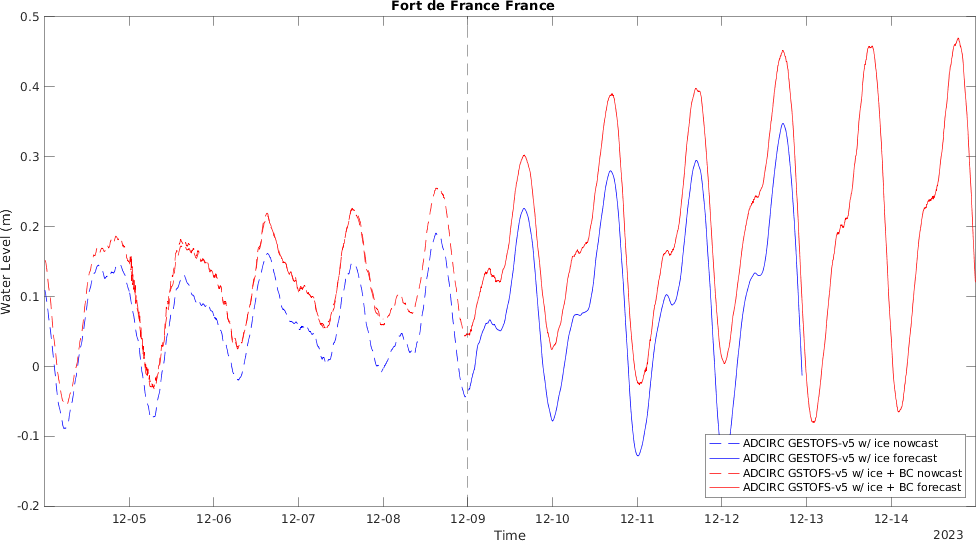 Fort de France France
0.5
0.4
0.3
0.2
0.1
0
-0.1
-0.2
Water Level (m)
12-05 12-06 12-07 12-08 12-09 12-10 12-11 12-12 12-13 12-14
Time
2023
ADCIRC GESTOFS-v5 w/ ice nowcast
ADCIRC GESTOFS-v5 w/ ice forecast
ADCIRC GSTOFS-v5 w/ ice + BC nowcast
ADCIRC GSTOFS-v5 w/ ice + BC forecast